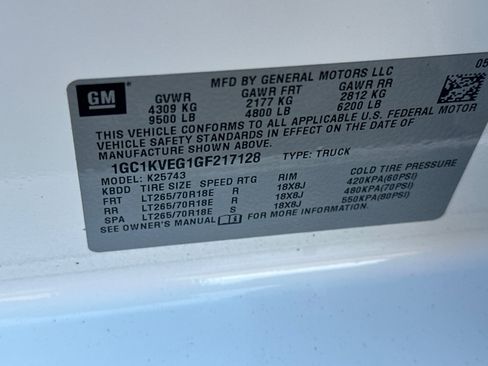 GM
MFD BY GENERAL MOTORS LLC 05
GVWR GAWR FRT GAWR RR
4309 KG 2177 KG 2812 KG
9500 LB 4800 LB 6200 LB
THIS VEHICLE CONFORMS TO ALL APPLICABLE U.S. FEDERAL MOTOR
VEHICLE SAFETY STANDARDS IN EFFECT ON THE DATE OF
MANUFACTURE SHOWN ABOVE.
1GC1KVEG1GF217128 TYPE: TRUCK
MODEL: K25743
KBDD TIRE SIZE SPEED RTG RIM COLD TIRE PRESSURE
FRT LT265/70R18E R 18X8J 420KPA(60PSI)
RR LT265/70R18E R 18X8J 480KPA(70PSI)
SPA LT265/70R18E S 18X8J 550KPA(80PSI)
SEE OWNER'S MANUAL FOR MORE INFORMATION.